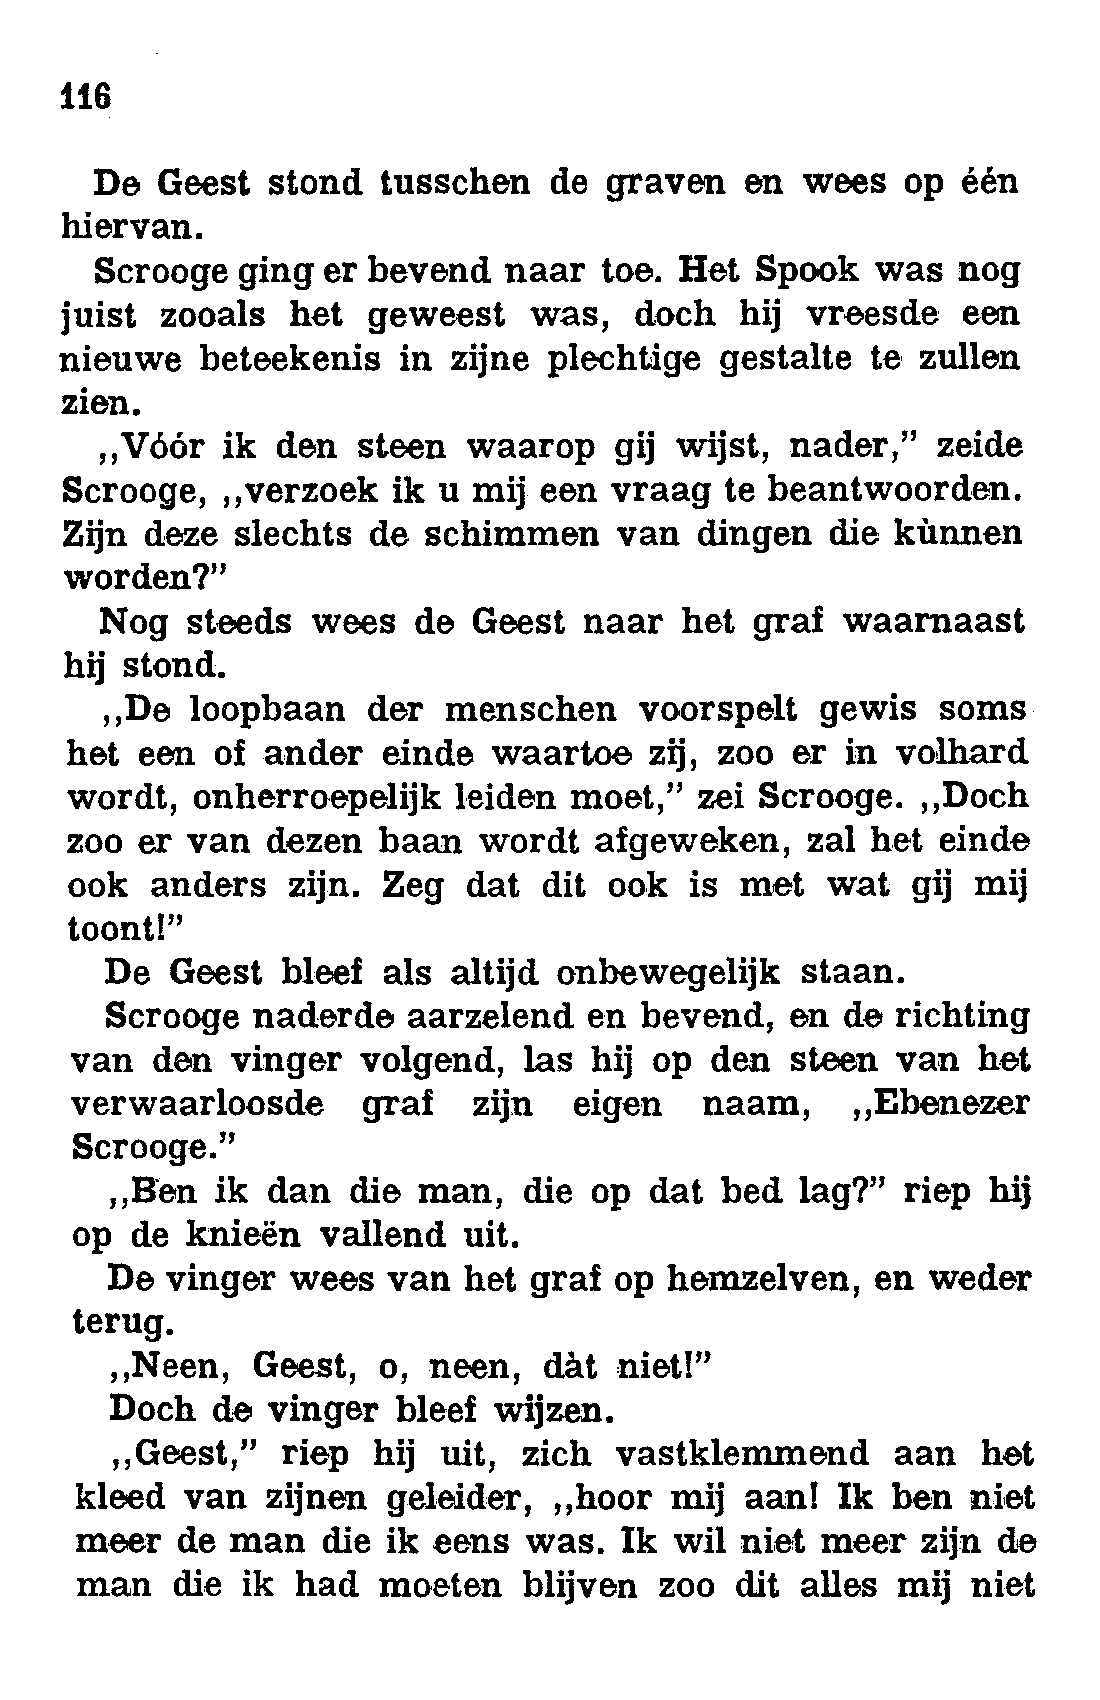 116
De Geest stond tusschen de graven en wees op één
hiervan.
Scrooge ging er bevend naar toe. Het Spook was nog
juist zooals het geweest was, doch hij vreesde een
nieuwe beteekenis in zijne plechtige gestalte te zullen
zien.
,,Vóór ik den steen waarop gij wijst, nader,” zeide
Scrooge, ,,verzoek ik u mij een vraag te beantwoorden.
Zijn deze slechts de schimmen van dingen die kùnnen
worden?”
Nog steeds wees de Geest naar het graf waarnaast
hij stond.
,,De loopbaan der menschen voorspelt gewis soms
het een of ander einde waartoe zij, zoo er in volhard
wordt, onherroepelijk leiden moet,” zei Scrooge. ,,Doch
zoo er van dezen baan wordt afgeweken, zal het einde
ook anders zijn. Zeg dat dit ook is met wat gij mij
toont!”
De Geest bleef als altijd onbewegelijk staan.
Scrooge naderde aarzelend en bevend, en de richting
van den vinger volgend, las hij op den steen van het
verwaarloosde graf zijn eigen naam, ,,Ebenezer
Scrooge.”
,,Ben ik dan die man, die op dat bed lag?” riep hij
op de knieën vallend uit.
De vinger wees van het graf op hemzelven, en weder
terug.
,,Neen, Geest, o, neen, dàt niet!”
Doch de vinger bleef wijzen.
,,Geest,” riep hij uit, zich vastklemmend aan het
kleed van zijnen geleider, ,,hoor mij aan! Ik ben niet
meer de man die ik eens was. Ik wil niet meer zijn de
man die ik had moeten blijven zoo dit alles mij niet